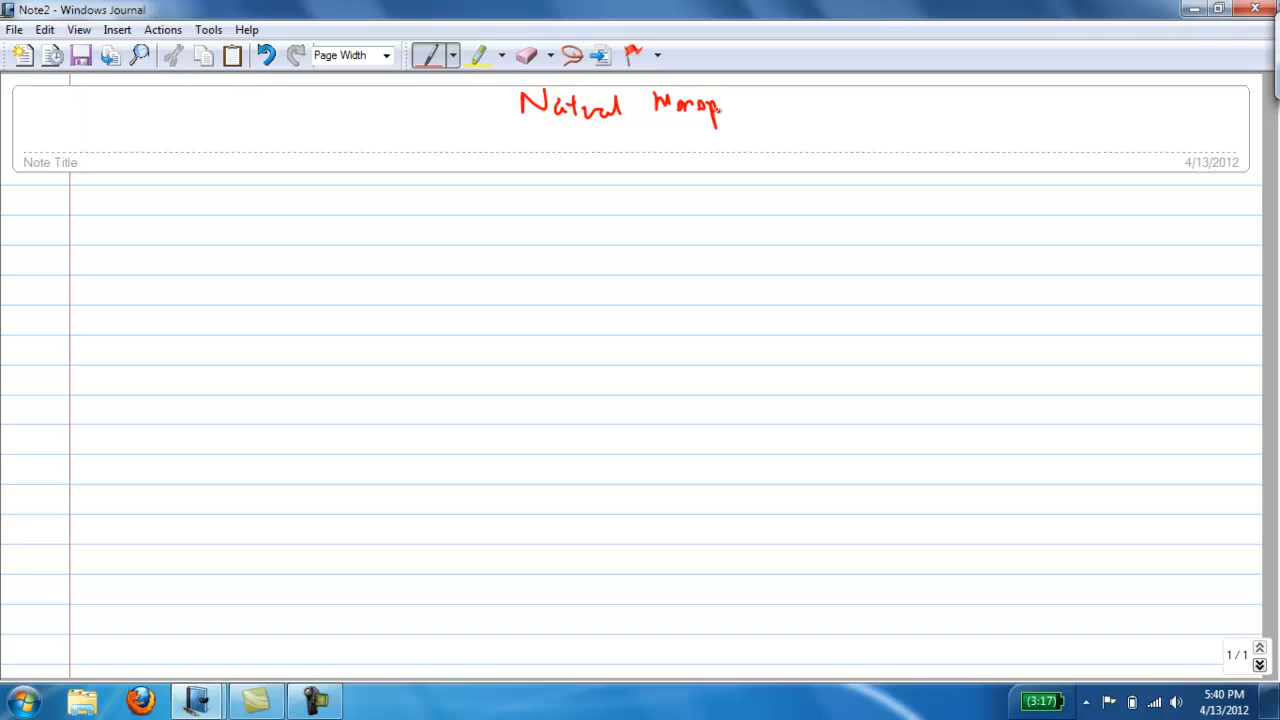 Note2 - Windows Journal
File Edit View Insert Actions Tools Help
Page Width
Natural Monop
Note Title
4/13/2012
1 / 1
(3:17)
5:40 PM
4/13/2012